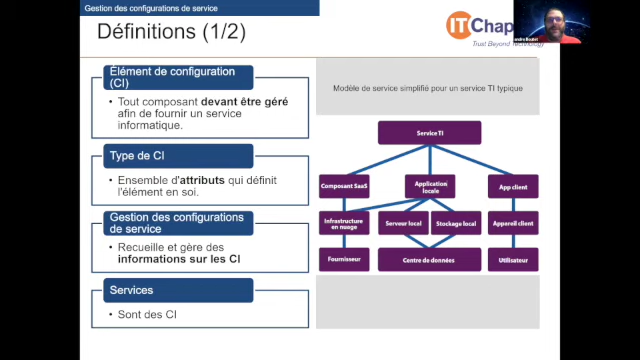 Gestion des configurations de service
Définitions (1/2)
ITChap
Trust Beyond Technology
Élément de configuration
(CI)
• Tout composant devant être géré
afin de fournir un service
informatique.
Type de CI
• Ensemble d'attributs qui définit
l'élément en soi.
Gestion des configurations
de service
• Recueille et gère des
informations sur les CI
Services
• Sont des CI
Modèle de service simplifié pour un service TI typique
Service TI
Composant SaaS
Application
locale
App client
Infrastructure
en nuage
Serveur local
Stockage local
Appareil client
Fournisseur
Centre de données
Utilisateur